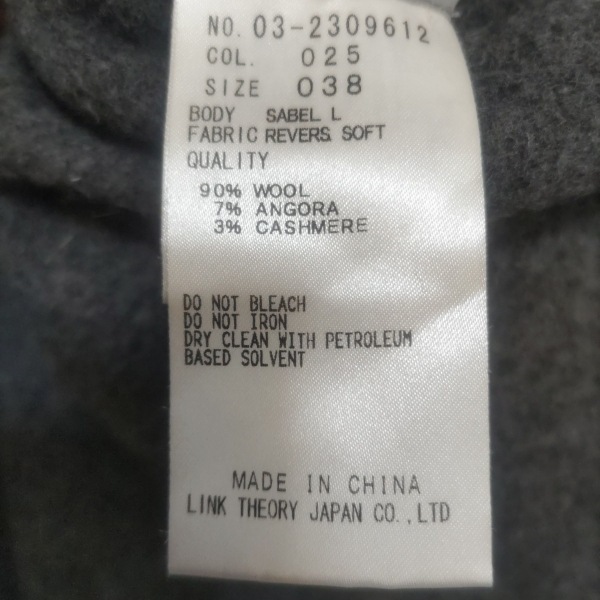 NO. 03-2309612
COL. 025
SIZE 038
BODY SABEL L
FABRIC REVERS. SOFT
QUALITY
90% WOOL
7% ANGORA
3% CASHMERE
DO NOT BLEACH
DO NOT IRON
DRY CLEAN WITH PETROLEUM
BASED SOLVENT
MADE IN CHINA
LINK THEORY JAPAN CO.,LTD